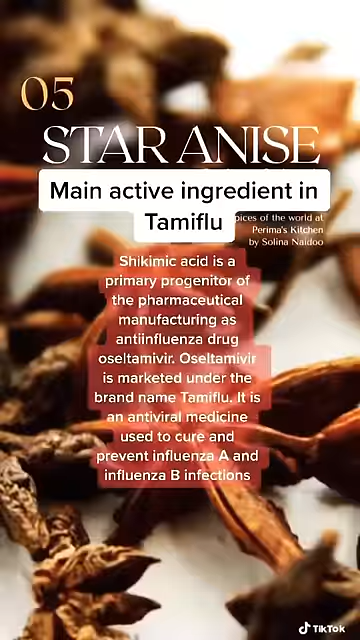 05
STAR ANISE
Main active ingredient in
Tamiflu
pices of the world at
Perima's Kitchen
by Solina Naidoo
Shikimic acid is a
primary progenitor of
the pharmaceutical
manufacturing as
antiinfluenza drug
oseltamivir. Oseltamivir
is marketed under the
brand name Tamiflu. It is
an antiviral medicine
used to cure and
prevent influenza A and
influenza B infections
TikTok